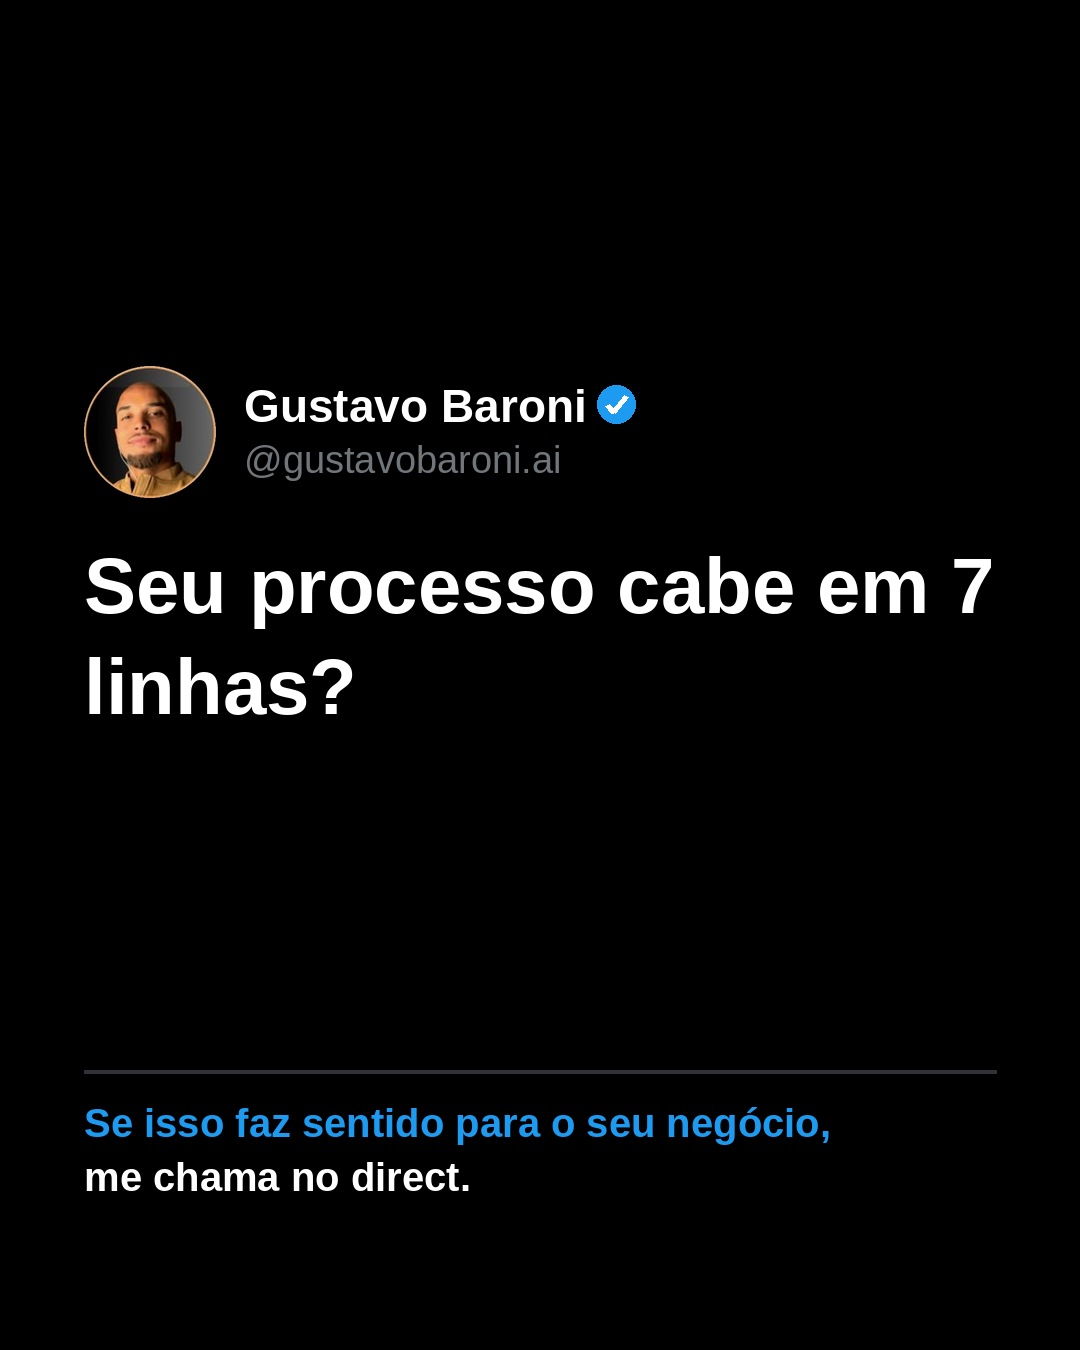 Gustavo Baroni
@gustavobaroni.ai
Seu processo cabe em 7
linhas?
Se isso faz sentido para o seu negócio,
me chama no direct.